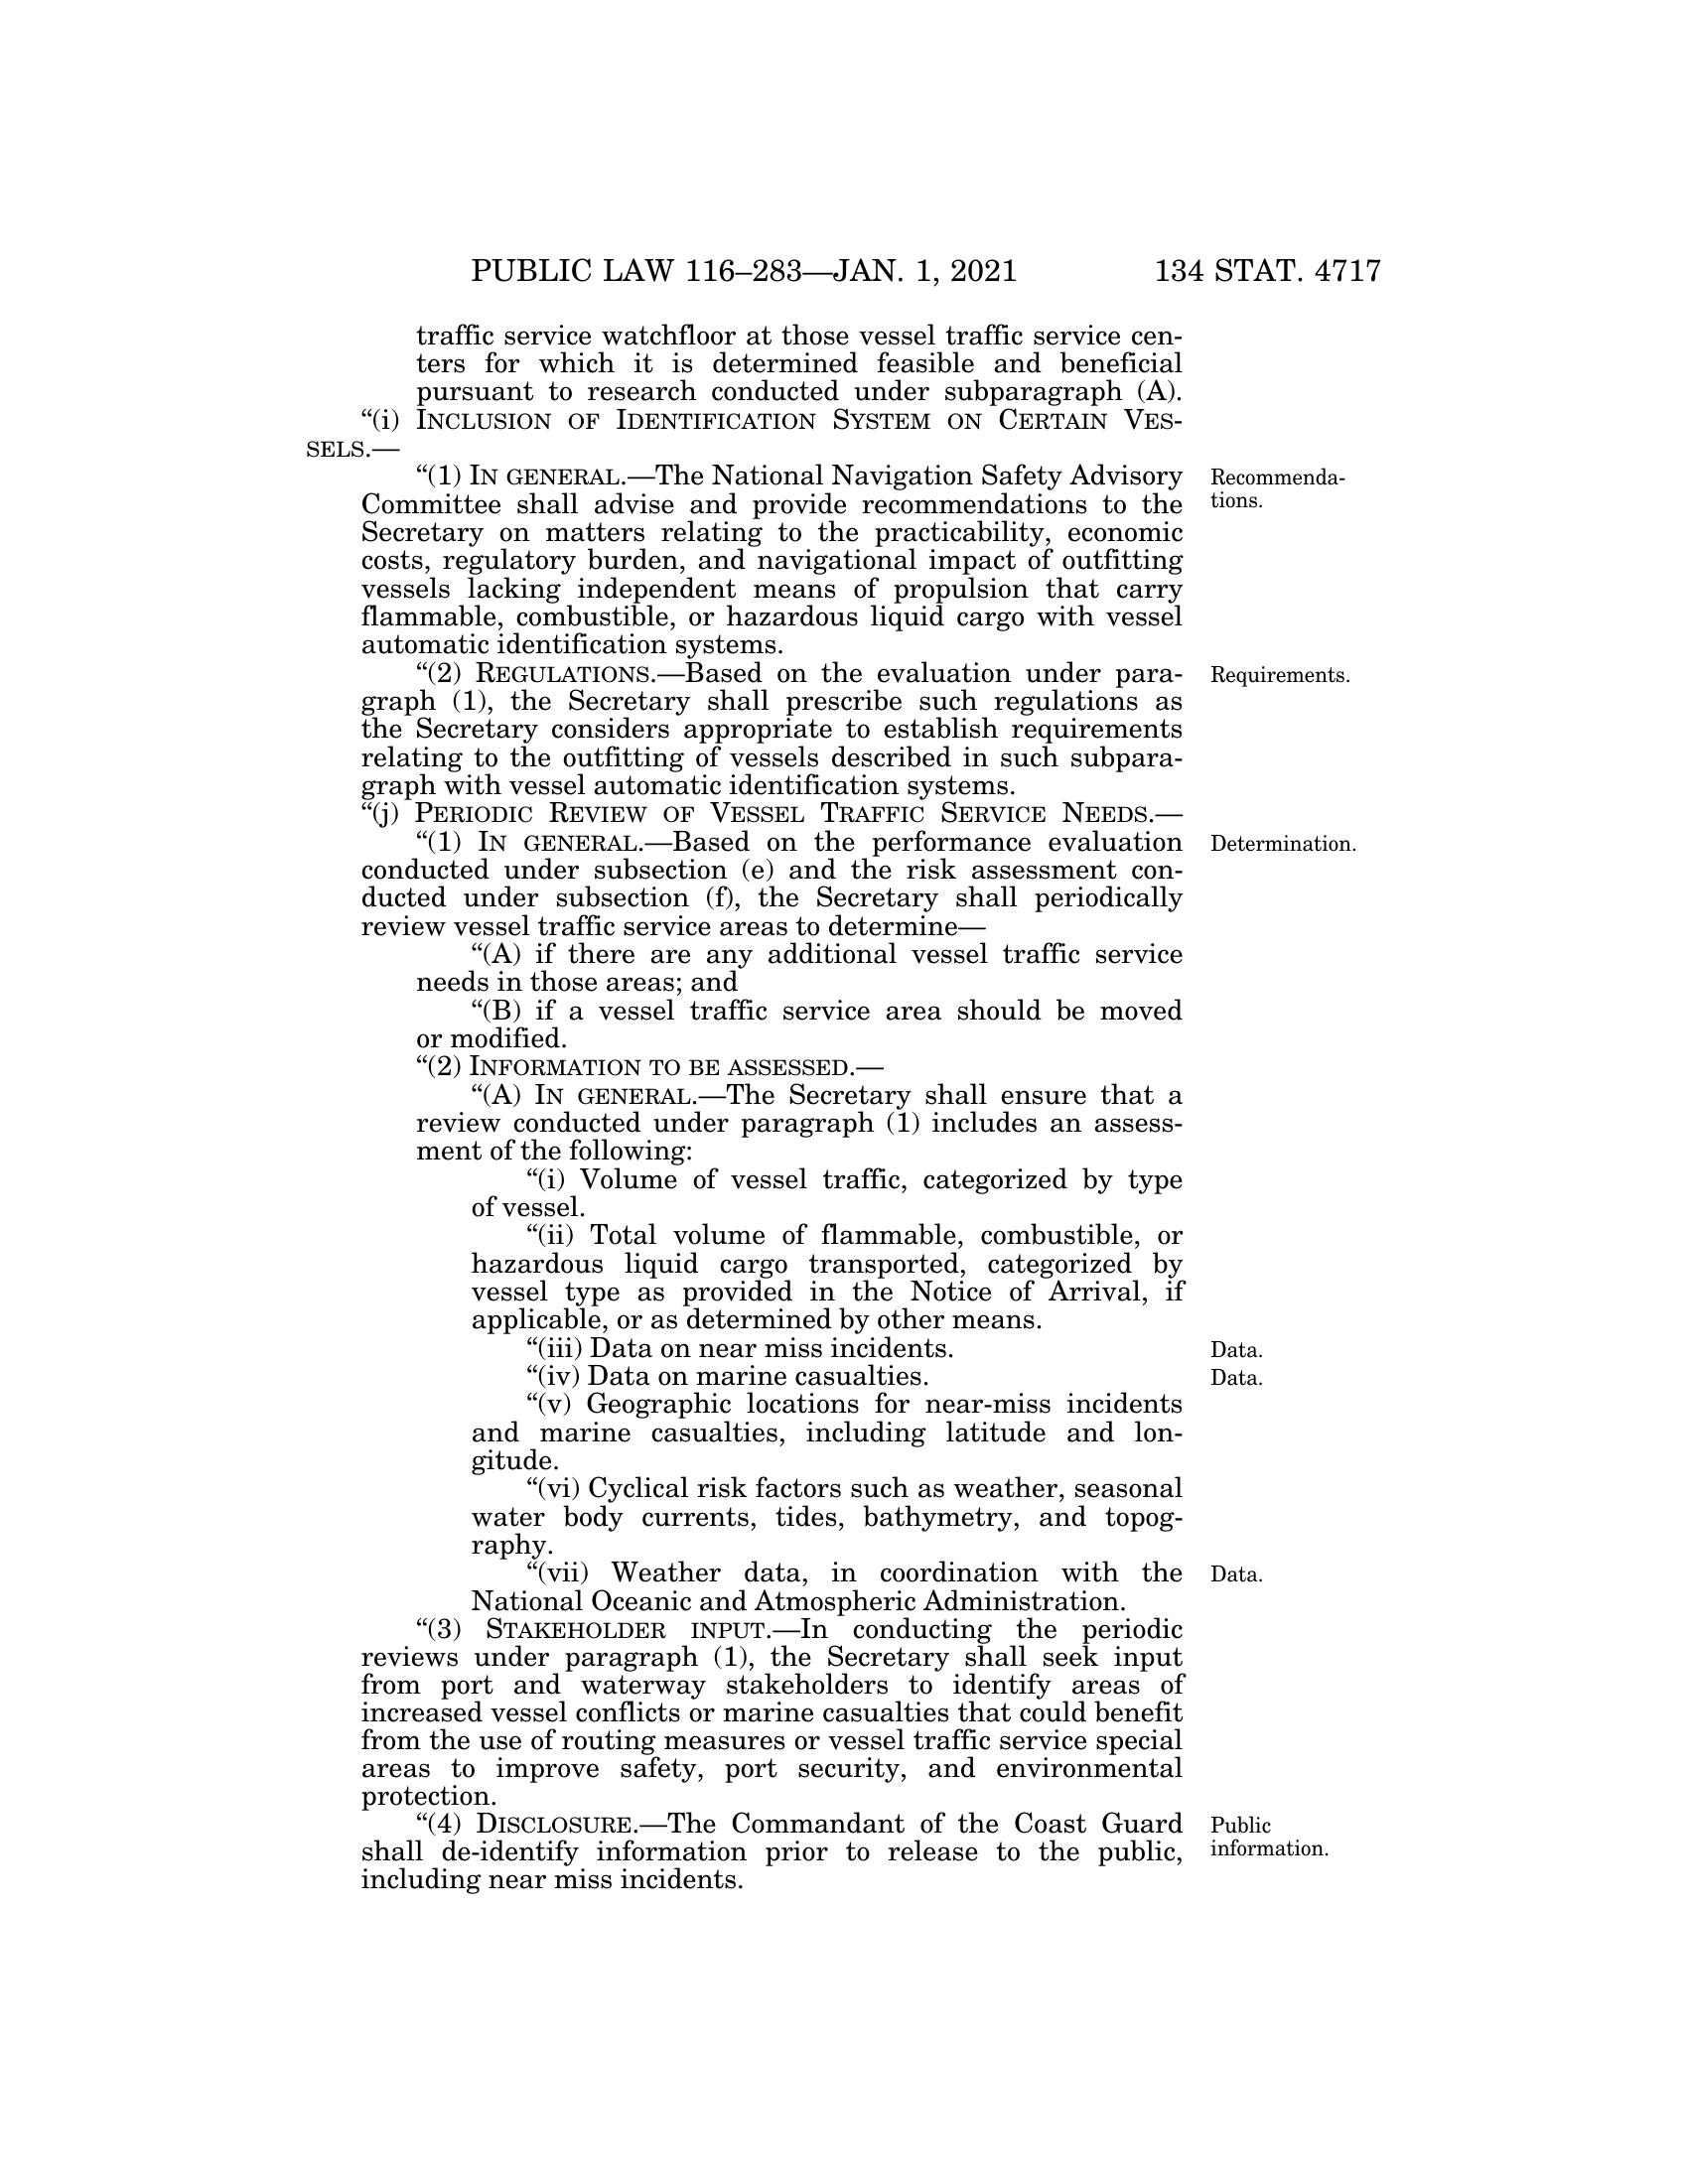 PUBLIC LAW 116–283—JAN. 1, 2021 134 STAT. 4717
traffic service watchfloor at those vessel traffic service cen-
ters for which it is determined feasible and beneficial
pursuant to research conducted under subparagraph (A).
“(i) INCLUSION OF IDENTIFICATION SYSTEM ON CERTAIN VES-
SELS.—
“(1) IN GENERAL.—The National Navigation Safety Advisory
Committee shall advise and provide recommendations to the
Secretary on matters relating to the practicability, economic
costs, regulatory burden, and navigational impact of outfitting
vessels lacking independent means of propulsion that carry
flammable, combustible, or hazardous liquid cargo with vessel
automatic identification systems.
Recommenda-
tions.
“(2) REGULATIONS.—Based on the evaluation under para-
graph (1), the Secretary shall prescribe such regulations as
the Secretary considers appropriate to establish requirements
relating to the outfitting of vessels described in such subpara-
graph with vessel automatic identification systems.
Requirements.
“(j) PERIODIC REVIEW OF VESSEL TRAFFIC SERVICE NEEDS.—
“(1) IN GENERAL.—Based on the performance evaluation
conducted under subsection (e) and the risk assessment con-
ducted under subsection (f), the Secretary shall periodically
review vessel traffic service areas to determine—
Determination.
“(A) if there are any additional vessel traffic service
needs in those areas; and
“(B) if a vessel traffic service area should be moved
or modified.
“(2) INFORMATION TO BE ASSESSED.—
“(A) IN GENERAL.—The Secretary shall ensure that a
review conducted under paragraph (1) includes an assess-
ment of the following:
“(i) Volume of vessel traffic, categorized by type
of vessel.
“(ii) Total volume of flammable, combustible, or
hazardous liquid cargo transported, categorized by
vessel type as provided in the Notice of Arrival, if
applicable, or as determined by other means.
“(iii) Data on near miss incidents.
Data.
“(iv) Data on marine casualties.
Data.
“(v) Geographic locations for near-miss incidents
and marine casualties, including latitude and lon-
gitude.
“(vi) Cyclical risk factors such as weather, seasonal
water body currents, tides, bathymetry, and topog-
raphy.
“(vii) Weather data, in coordination with the
National Oceanic and Atmospheric Administration.
Data.
“(3) STAKEHOLDER INPUT.—In conducting the periodic
reviews under paragraph (1), the Secretary shall seek input
from port and waterway stakeholders to identify areas of
increased vessel conflicts or marine casualties that could benefit
from the use of routing measures or vessel traffic service special
areas to improve safety, port security, and environmental
protection.
“(4) DISCLOSURE.—The Commandant of the Coast Guard
shall de-identify information prior to release to the public,
including near miss incidents.
Public
information.